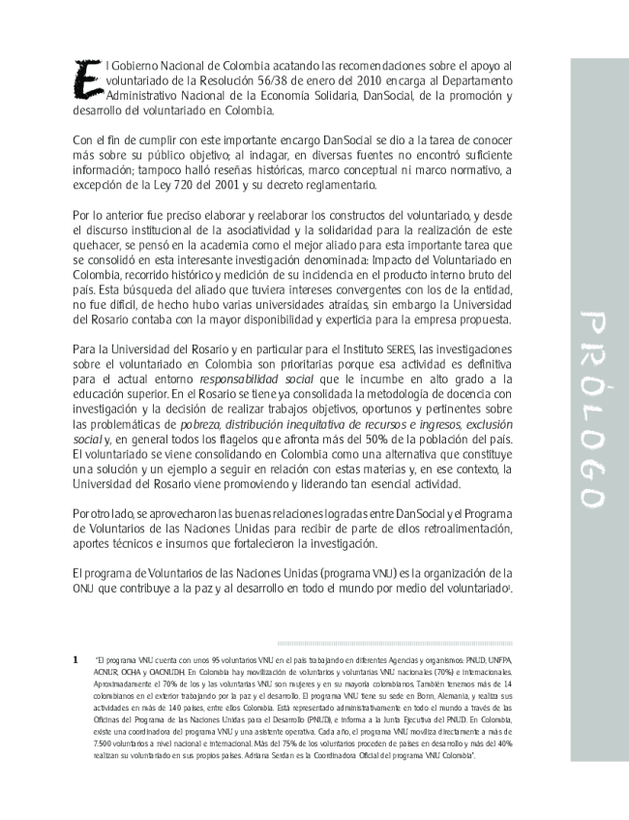 El Gobierno Nacional de Colombia acatando las recomendaciones sobre el apoyo al
voluntariado de la Resolución 56/38 de enero del 2010 encarga al Departamento
Administrativo Nacional de la Economía Solidaria, DanSocial, de la promoción y
desarrollo del voluntariado en Colombia.
Con el fin de cumplir con este importante encargo DanSocial se dio a la tarea de conocer
más sobre su público objetivo; al indagar, en diversas fuentes no encontró suficiente
información; tampoco halló reseñas históricas, marco conceptual ni marco normativo, a
excepción de la Ley 720 del 2001 y su decreto reglamentario.
Por lo anterior fue preciso elaborar y reelaborar los constructos del voluntariado, y desde
el discurso institucional de la asociatividad y la solidaridad para la realización de este
quehacer, se pensó en la academia como el mejor aliado para esta importante tarea que
se consolidó en esta interesante investigación denominada: Impacto del Voluntariado en
Colombia, recorrido histórico y medición de su incidencia en el producto interno bruto del
país. Esta búsqueda del aliado que tuviera intereses convergentes con los de la entidad,
no fue difícil, de hecho hubo varias universidades atraídas, sin embargo la Universidad
del Rosario contaba con la mayor disponibilidad y experticia para la empresa propuesta.
Para la Universidad del Rosario y en particular para el Instituto SERES, las investigaciones
sobre el voluntariado en Colombia son prioritarias porque esa actividad es definitiva
para el actual entorno responsabilidad social que le incumbe en alto grado a la
educación superior. En el Rosario se tiene ya consolidada la metodología de docencia con
investigación y la decisión de realizar trabajos objetivos, oportunos y pertinentes sobre
las problemáticas de pobreza, distribución inequitativa de recursos e ingresos, exclusión
social y, en general todos los flagelos que afronta más del 50% de la población del país.
El voluntariado se viene consolidando en Colombia como una alternativa que constituye
una solución y un ejemplo a seguir en relación con estas materias y, en ese contexto, la
Universidad del Rosario viene promoviendo y liderando tan esencial actividad.
Por otro lado, se aprovecharon las buenas relaciones logradas entre DanSocial y el Programa
de Voluntarios de las Naciones Unidas para recibir de parte de ellos retroalimentación,
aportes técnicos e insumos que fortalecieron la investigación.
El programa de Voluntarios de las Naciones Unidas (programa VNU) es la organización de la
ONU que contribuye a la paz y al desarrollo en todo el mundo por medio del voluntariado¹.
1 "El programa VNU cuenta con unos 95 voluntarios VNU en el país trabajando en diferentes Agencias y organismos: PNUD, UNFPA,
ACNUR, OCHA y OACNUDH; En Colombia hay movilización de voluntarios y voluntarias VNU nacionales (70%) e internacionales.
Aproximadamente el 70% de los y las voluntarias VNU son mujeres y en su mayoría colombianos. También tenemos más de 14
colombianos en el exterior trabajando por la paz y el desarrollo. El programa VNU tiene su sede en Bonn, Alemania, y realiza sus
actividades en más de 140 países, entre ellos Colombia. Está representado administrativamente en todo el mundo a través de las
Oficinas del Programa de las Naciones Unidas para el Desarrollo (PNUD), e informa a la Junta Ejecutiva del PNUD. En Colombia,
existe una coordinadora del programa VNU y una asistente operativa. Cada año, el programa VNU moviliza directamente a más de
7.500 voluntarios a nivel nacional e internacional. Más del 75% de los voluntarios proceden de países en desarrollo y más del 40%
realizan su voluntariado en sus propios países. Adriana Serdan es la Coordinadora Oficial del programa VNU Colombia".
PRÓLOGO